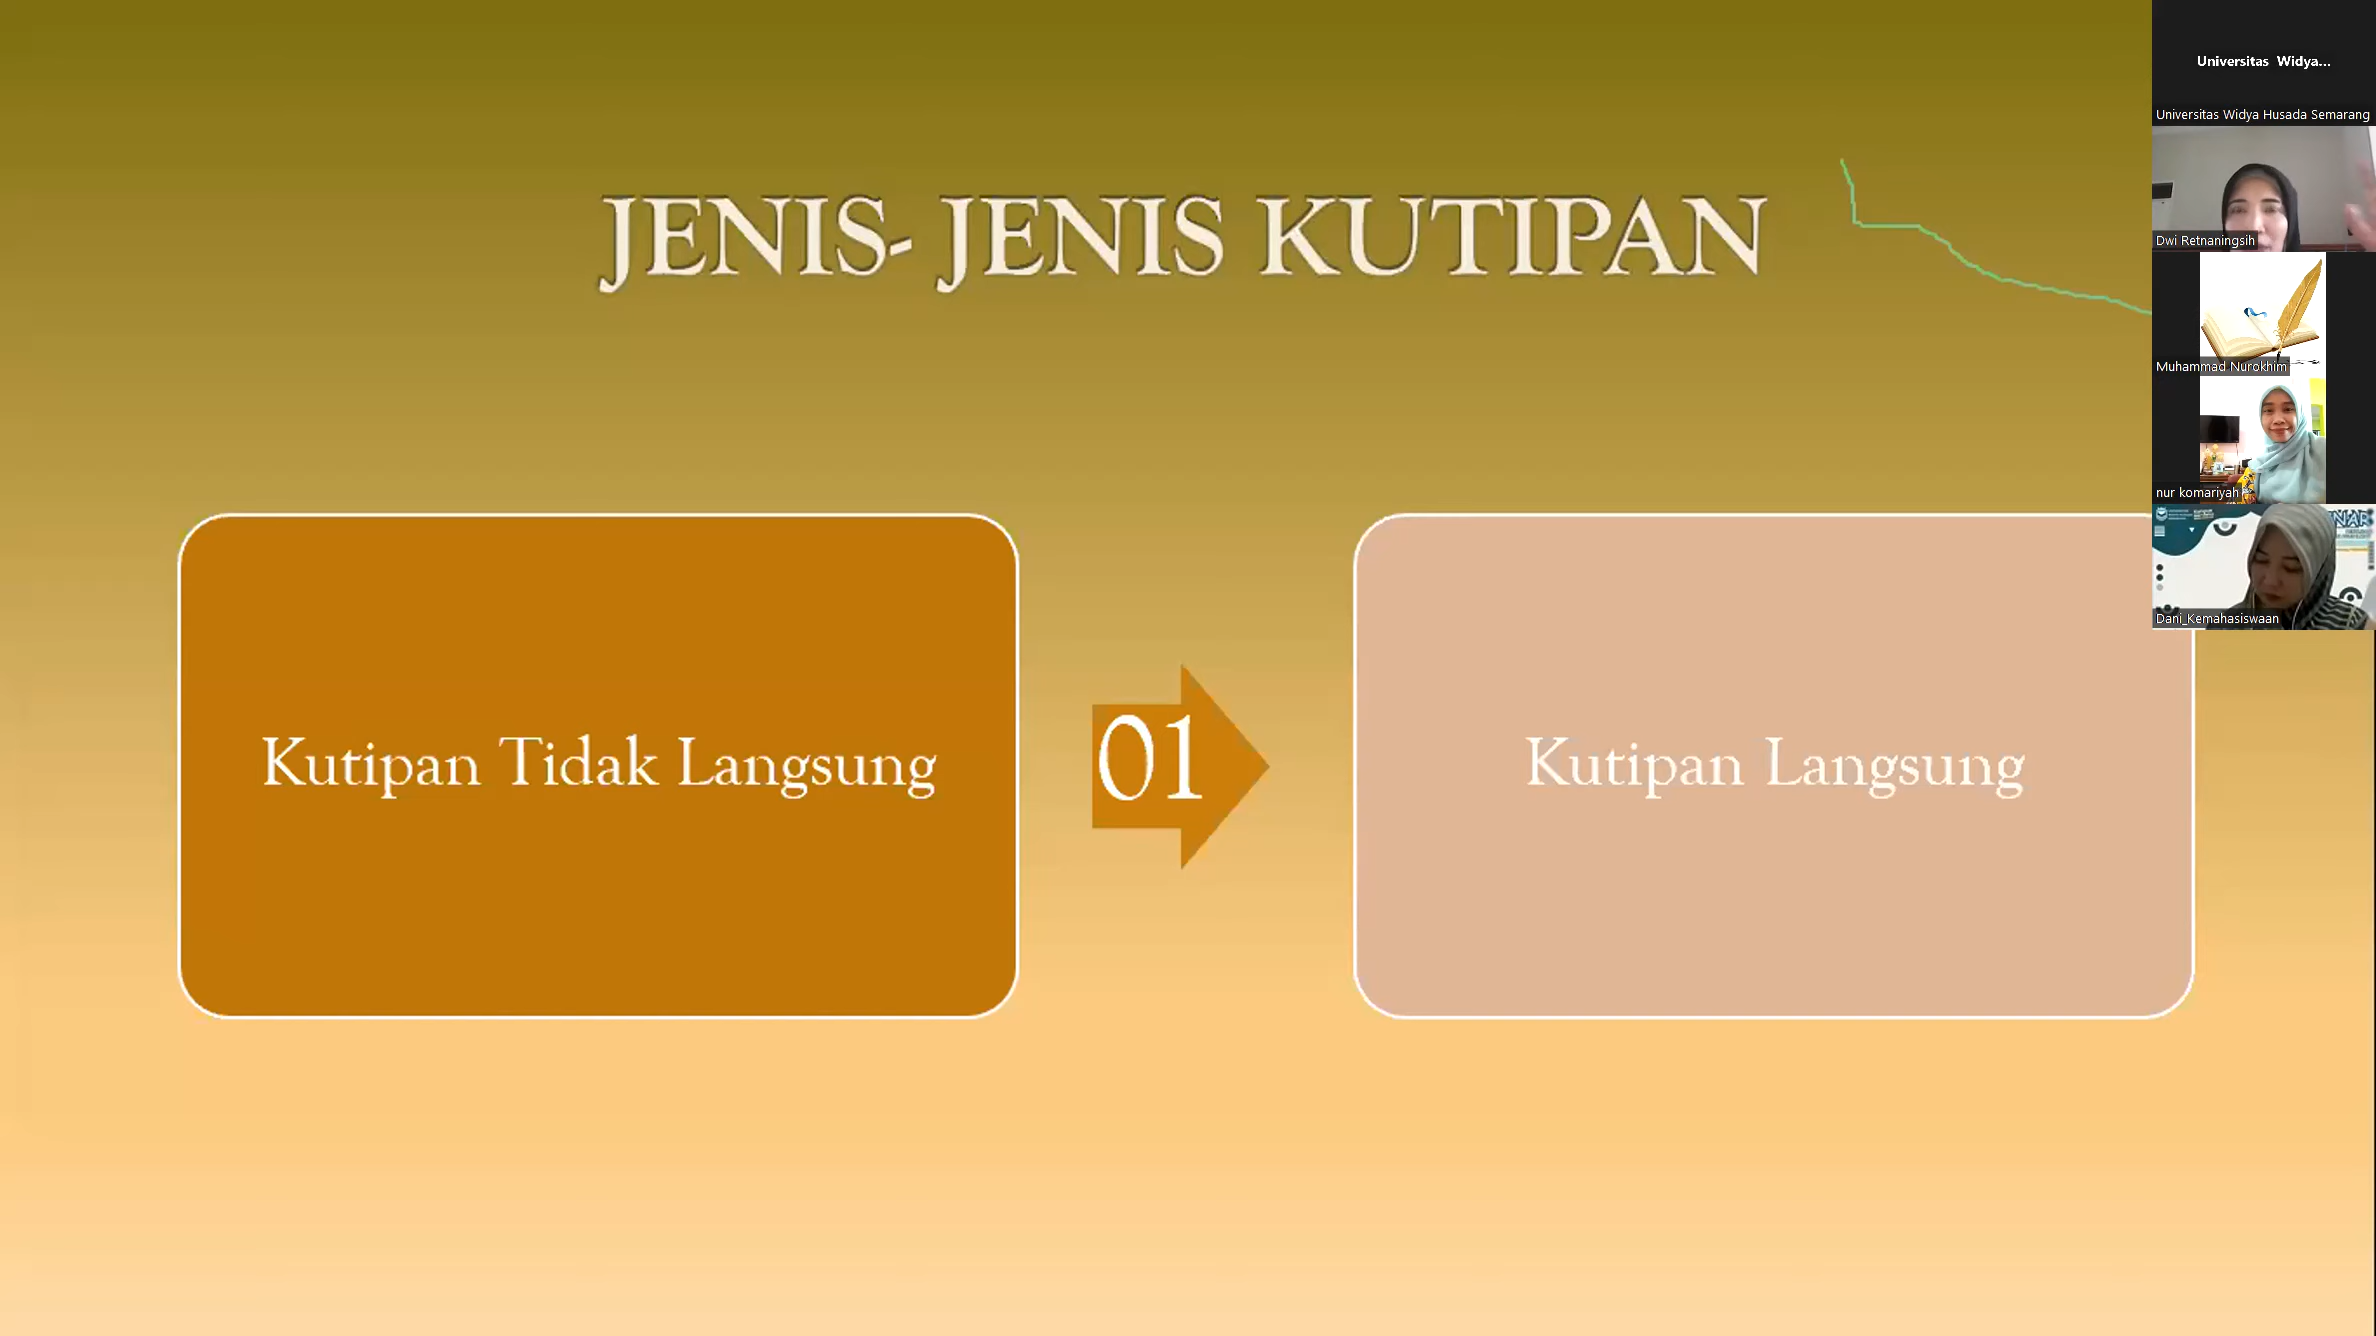 JENIS- JENIS KUTIPAN
Kutipan Tidak Langsung
01
Kutipan Langsung
Universitas Widya...
Universitas Widya Husada Semarang
Dwi Retnaningsih
Muhammad Nurokhim
nur komariyah
Dani_Kemahasiswaan